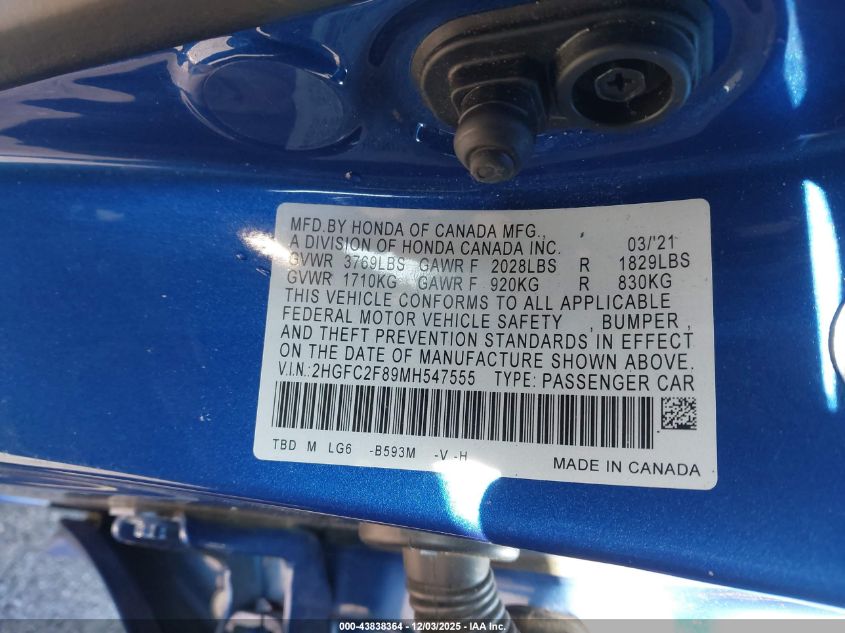 MFD.BY HONDA OF CANADA MFG.,
A DIVISION OF HONDA CANADA INC. 03/'21
GVWR 3769LBS GAWR F 2028LBS R 1829LBS
GVWR 1710KG GAWR F 920KG R 830KG
THIS VEHICLE CONFORMS TO ALL APPLICABLE
FEDERAL MOTOR VEHICLE SAFETY , BUMPER ,
AND THEFT PREVENTION STANDARDS IN EFFECT
ON THE DATE OF MANUFACTURE SHOWN ABOVE.
V.I.N.:2HGFC2F89MH547555 TYPE: PASSENGER CAR
TBD M LG6 -B593M -V -H
MADE IN CANADA
000-43838364 - 12/03/2025 - IAA Inc.